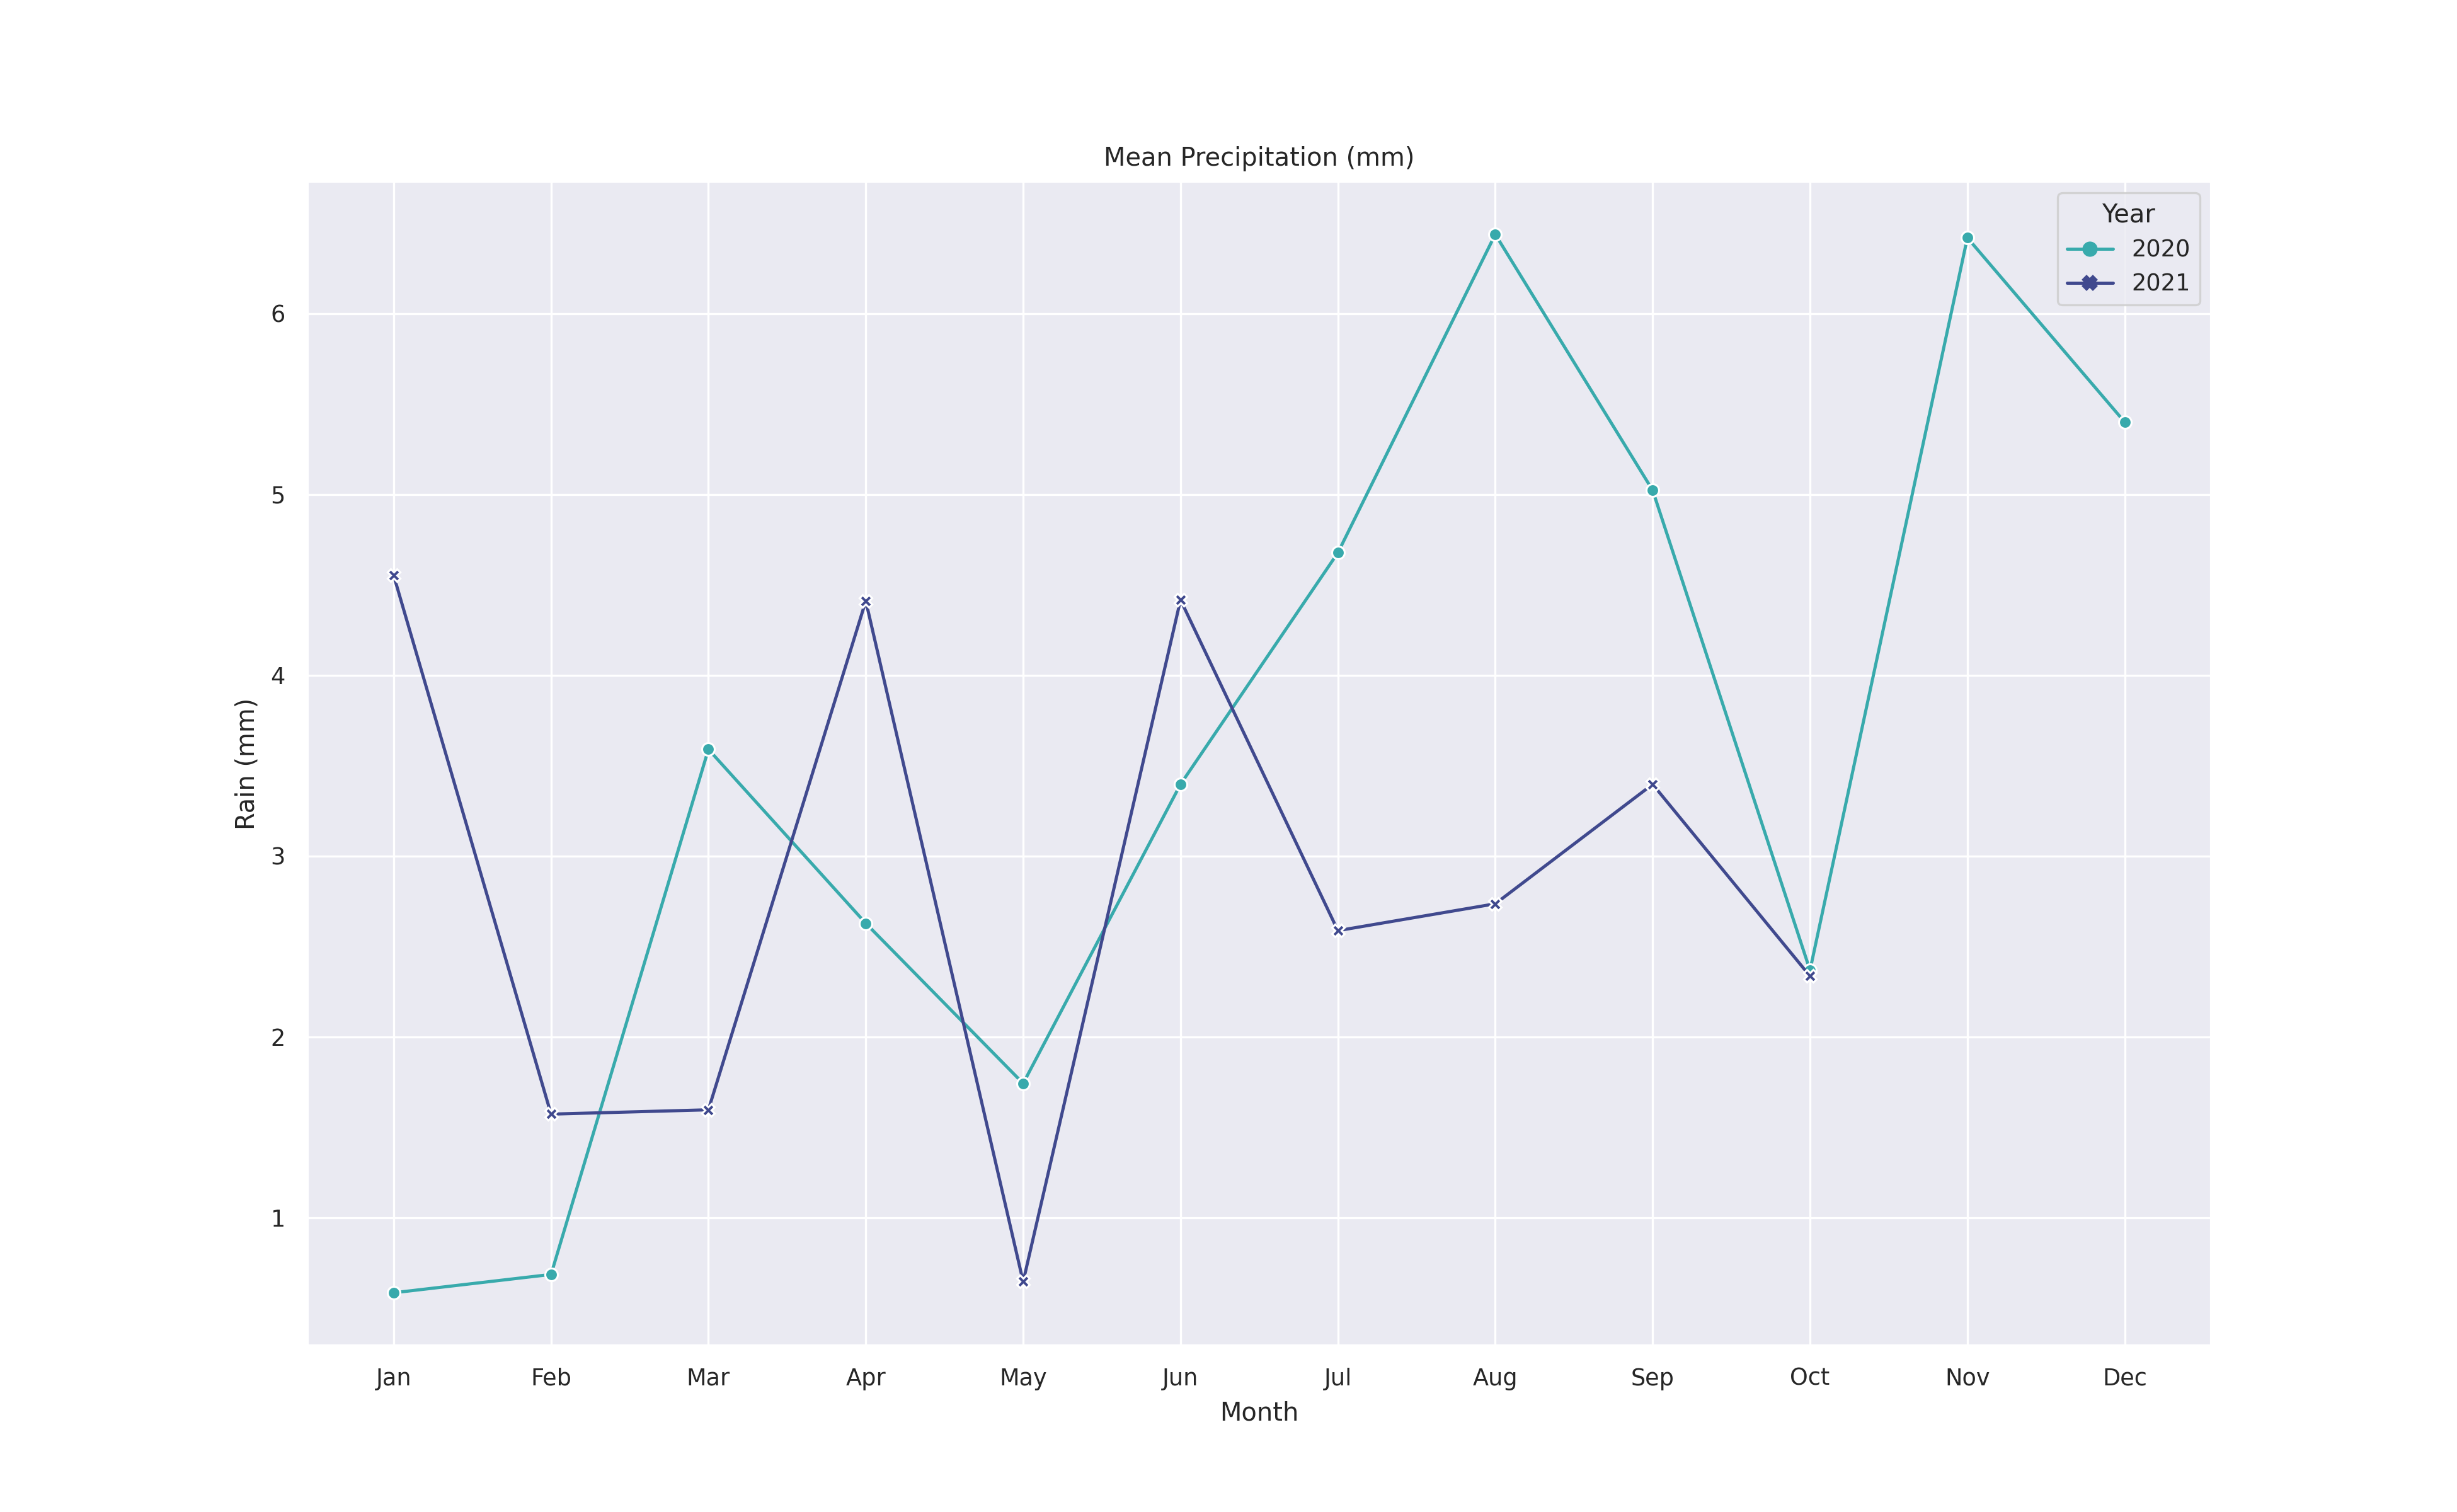 Mean Precipitation (mm)
Year
2020
2021
6
5
4
3
2
1
Rain (mm)
Jan Feb Mar Apr May Jun Jul Aug Sep Oct Nov Dec
Month